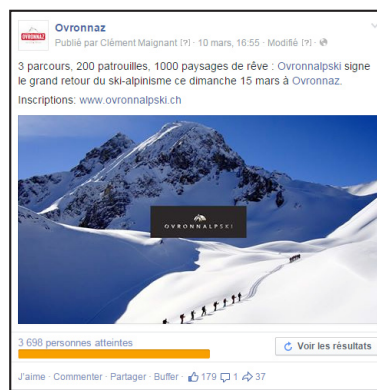 OVRONNAZ
Ovronnaz
Publié par Clément Maignant [?] · 10 mars, 16:55 · Modifié [?] ·
3 parcours, 200 patrouilles, 1000 paysages de rêve : Ovronnalpski signe
le grand retour du ski-alpinisme ce dimanche 15 mars à Ovronnaz.
Inscriptions: www.ovronnalpski.ch
OVRONNALPSKI
3 698 personnes atteintes
Voir les résultats
J'aime · Commenter · Partager · Buffer · 179 1 37